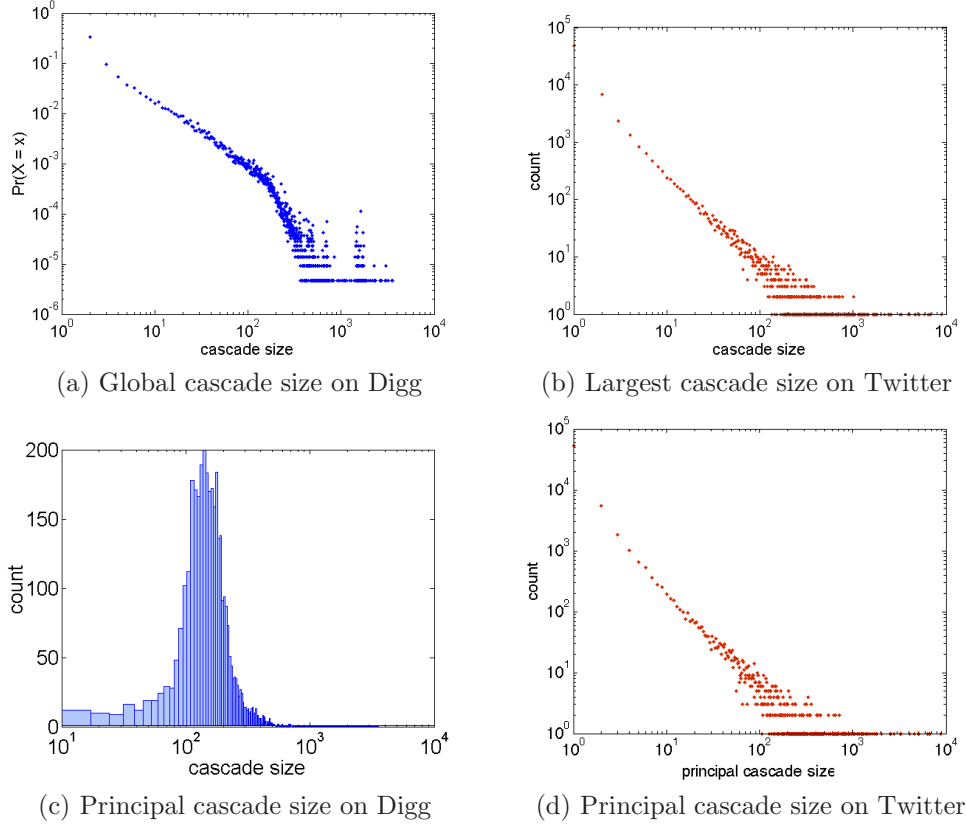 10^0
10^-1
10^-2
10^-3
10^-4
10^-5
10^-6
Pr(X = x)
10^0 10^1 10^2 10^3 10^4
cascade size
(a) Global cascade size on Digg
10^5
10^4
10^3
10^2
10^1
10^0
count
10^0 10^1 10^2 10^3 10^4
cascade size
(b) Largest cascade size on Twitter
200
150
100
50
0
count
10^1 10^2 10^3 10^4
cascade size
(c) Principal cascade size on Digg
10^5
10^4
10^3
10^2
10^1
10^0
count
10^0 10^1 10^2 10^3 10^4
principal cascade size
(d) Principal cascade size on Twitter